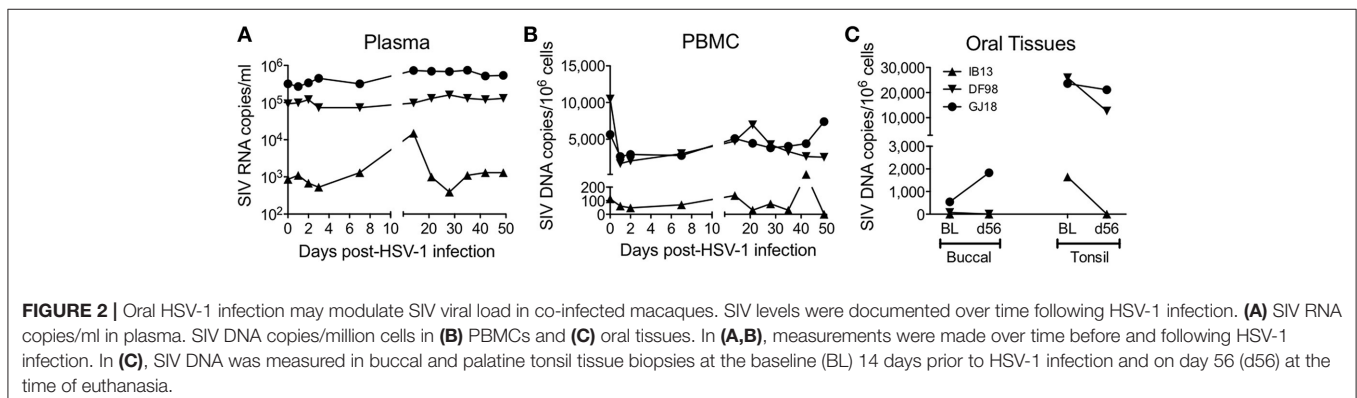 A
Plasma
SIV RNA copies/ml
10⁶
10⁵
10⁴
10³
10²
0 2 4 6 8 10 20 30 40 50
Days post-HSV-1 infection
B
PBMC
SIV DNA copies/10⁶ cells
15,000
10,000
5,000
200
100
0
0 2 4 6 8 10 20 30 40 50
Days post-HSV-1 infection
C
Oral Tissues
SIV DNA copies/10⁶ cells
30,000
20,000
10,000
2,000
1,000
0
IB13
DF98
GJ18
BL d56 BL d56
Buccal Tonsil
FIGURE 2 | Oral HSV-1 infection may modulate SIV viral load in co-infected macaques. SIV levels were documented over time following HSV-1 infection. (A) SIV RNA
copies/ml in plasma. SIV DNA copies/million cells in (B) PBMCs and (C) oral tissues. In (A,B), measurements were made over time before and following HSV-1
infection. In (C), SIV DNA was measured in buccal and palatine tonsil tissue biopsies at the baseline (BL) 14 days prior to HSV-1 infection and on day 56 (d56) at the
time of euthanasia.